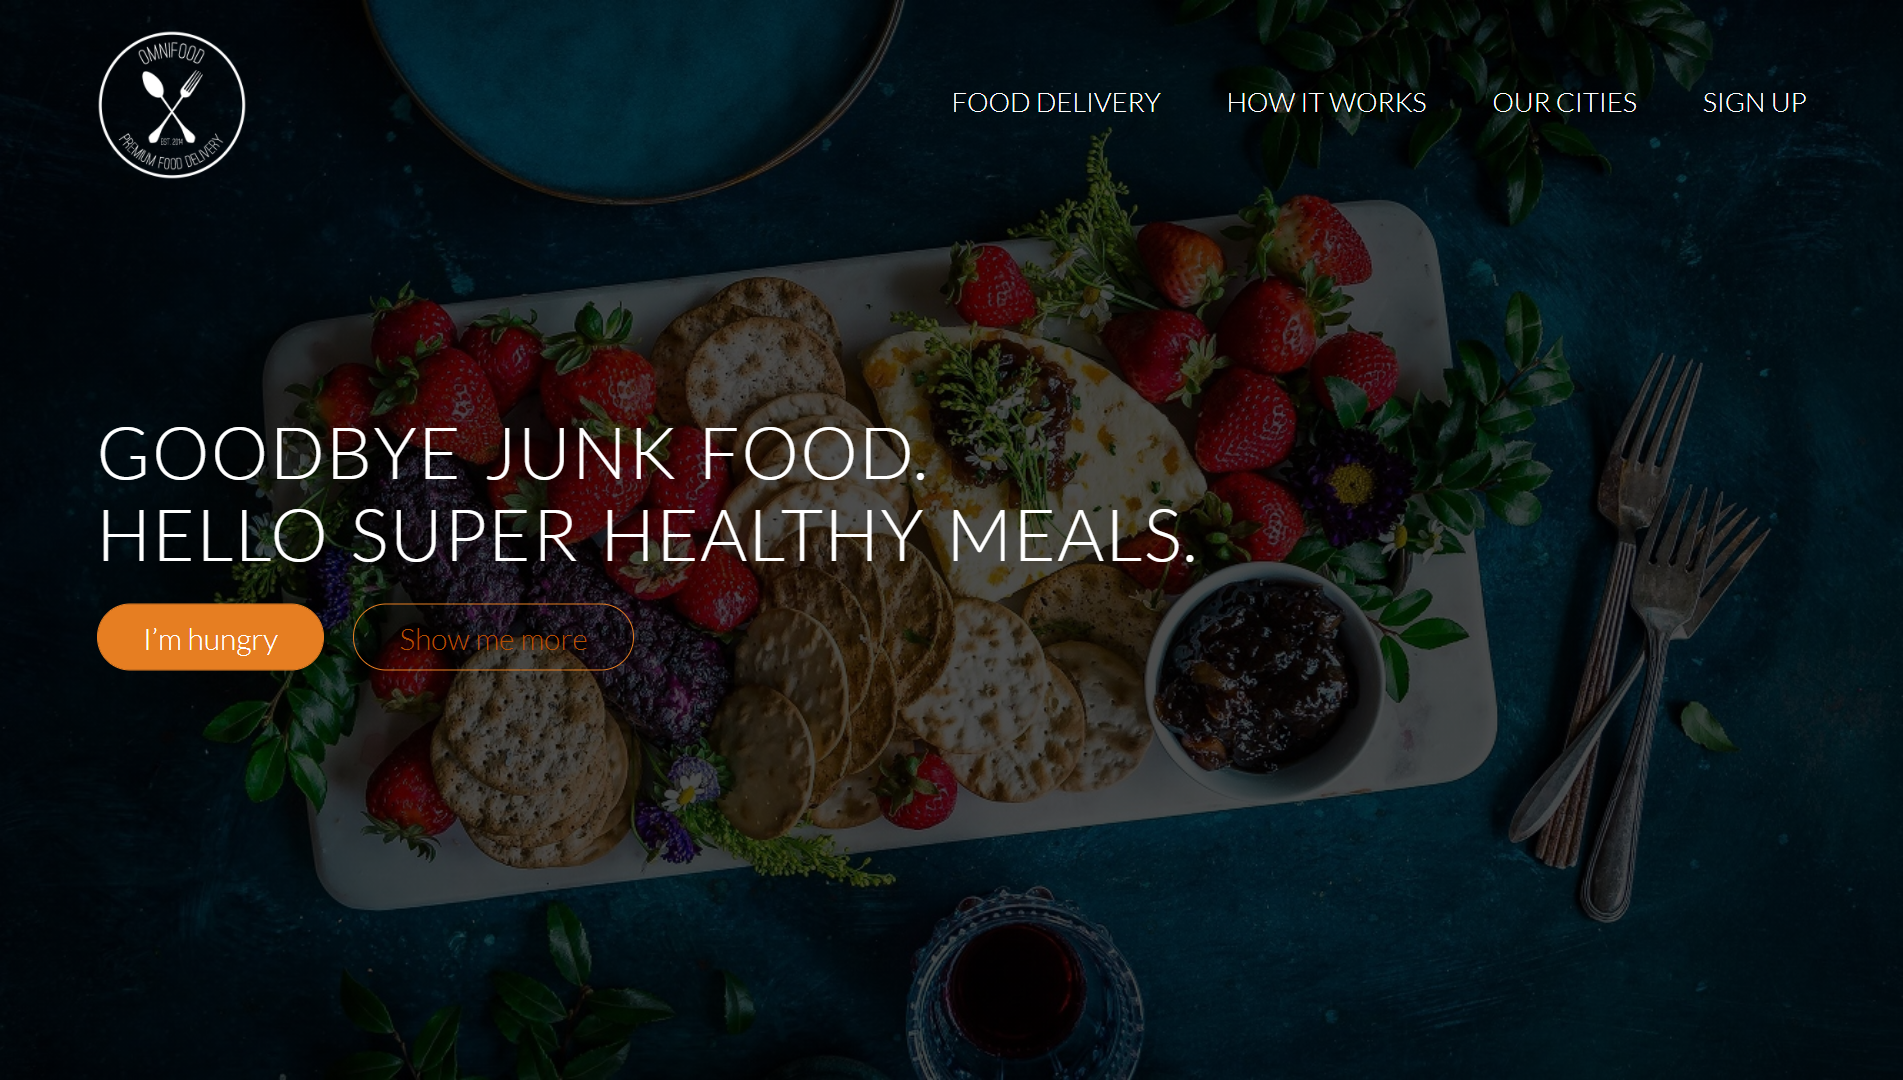 OMNIFOOD
EST. 2014
PREMIUM FOOD DELIVERY
FOOD DELIVERY
HOW IT WORKS
OUR CITIES
SIGN UP
GOODBYE JUNK FOOD.
HELLO SUPER HEALTHY MEALS.
I’m hungry
Show me more